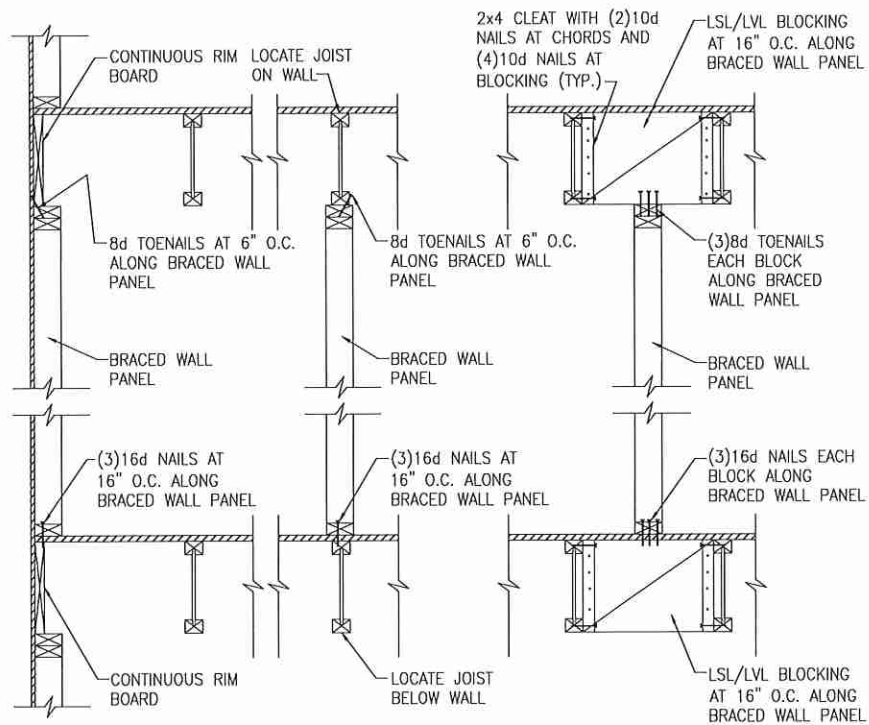 CONTINUOUS RIM
BOARD
LOCATE JOIST
ON WALL
2x4 CLEAT WITH (2)10d
NAILS AT CHORDS AND
(4)10d NAILS AT
BLOCKING (TYP.)
LSL/LVL BLOCKING
AT 16" O.C. ALONG
BRACED WALL PANEL
8d TOENAILS AT 6" O.C.
ALONG BRACED WALL
PANEL
8d TOENAILS AT 6" O.C.
ALONG BRACED WALL
PANEL
(3)8d TOENAILS
EACH BLOCK
ALONG BRACED
WALL PANEL
BRACED WALL
PANEL
BRACED WALL
PANEL
BRACED WALL
PANEL
(3)16d NAILS AT
16" O.C. ALONG
BRACED WALL PANEL
(3)16d NAILS AT
16" O.C. ALONG
BRACED WALL PANEL
(3)16d NAILS EACH
BLOCK ALONG
BRACED WALL PANEL
CONTINUOUS RIM
BOARD
LOCATE JOIST
BELOW WALL
LSL/LVL BLOCKING
AT 16" O.C. ALONG
BRACED WALL PANEL